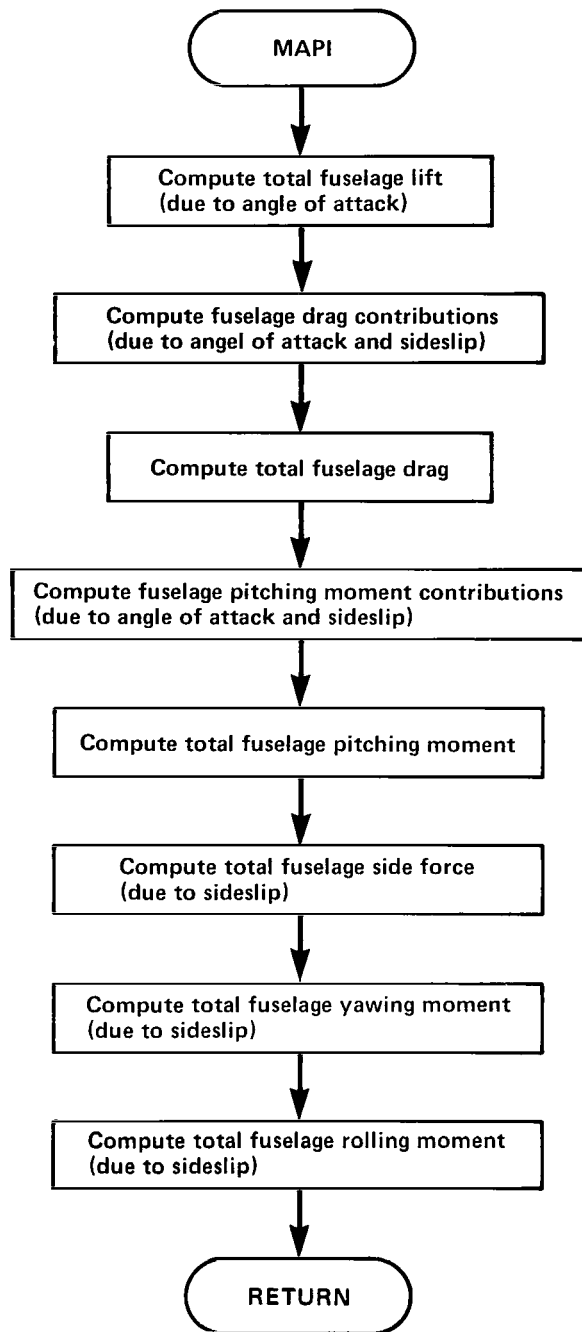 MAPI
Compute total fuselage lift
(due to angle of attack)
Compute fuselage drag contributions
(due to angel of attack and sideslip)
Compute total fuselage drag
Compute fuselage pitching moment contributions
(due to angle of attack and sideslip)
Compute total fuselage pitching moment
Compute total fuselage side force
(due to sideslip)
Compute total fuselage yawing moment
(due to sideslip)
Compute total fuselage rolling moment
(due to sideslip)
RETURN